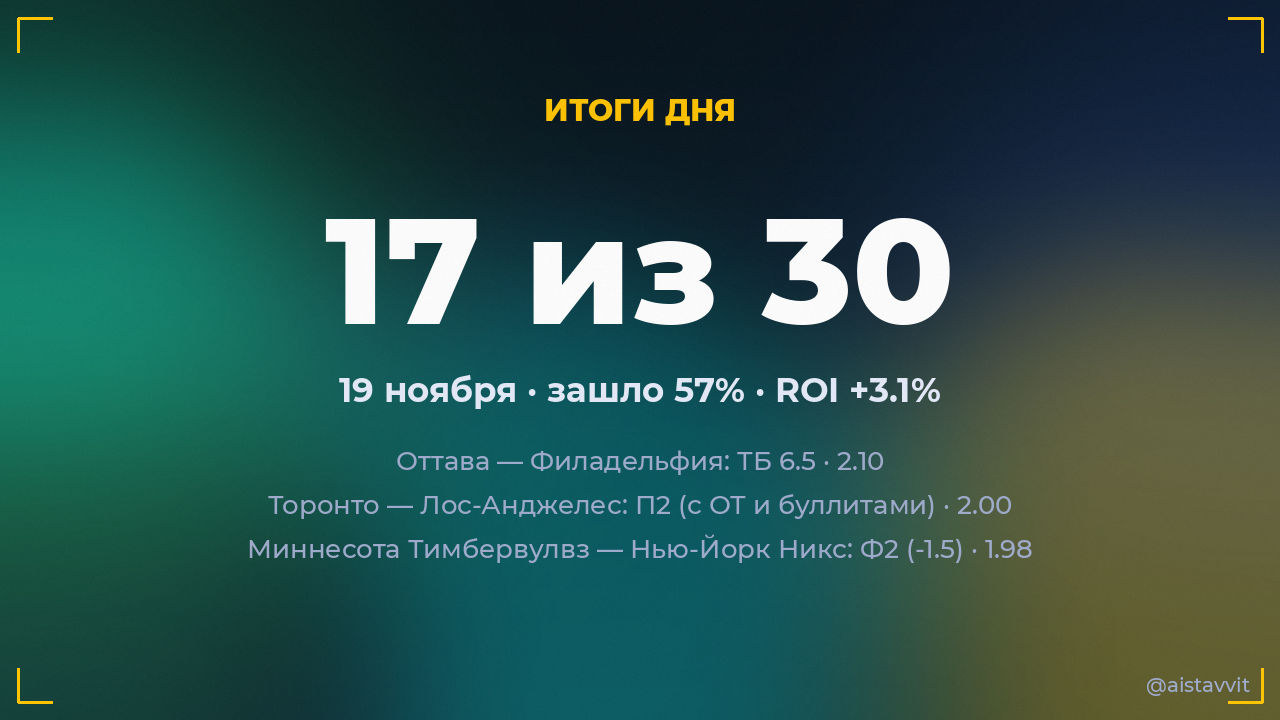 ИТОГИ ДНЯ
17 из 30
19 ноября · зашло 57% · ROI +3.1%
Оттава — Филадельфия: ТБ 6.5 · 2.10
Торонто — Лос-Анджелес: П2 (с ОТ и буллитами) · 2.00
Миннесота Тимбервулвз — Нью-Йорк Никс: Ф2 (-1.5) · 1.98
@aistavvit